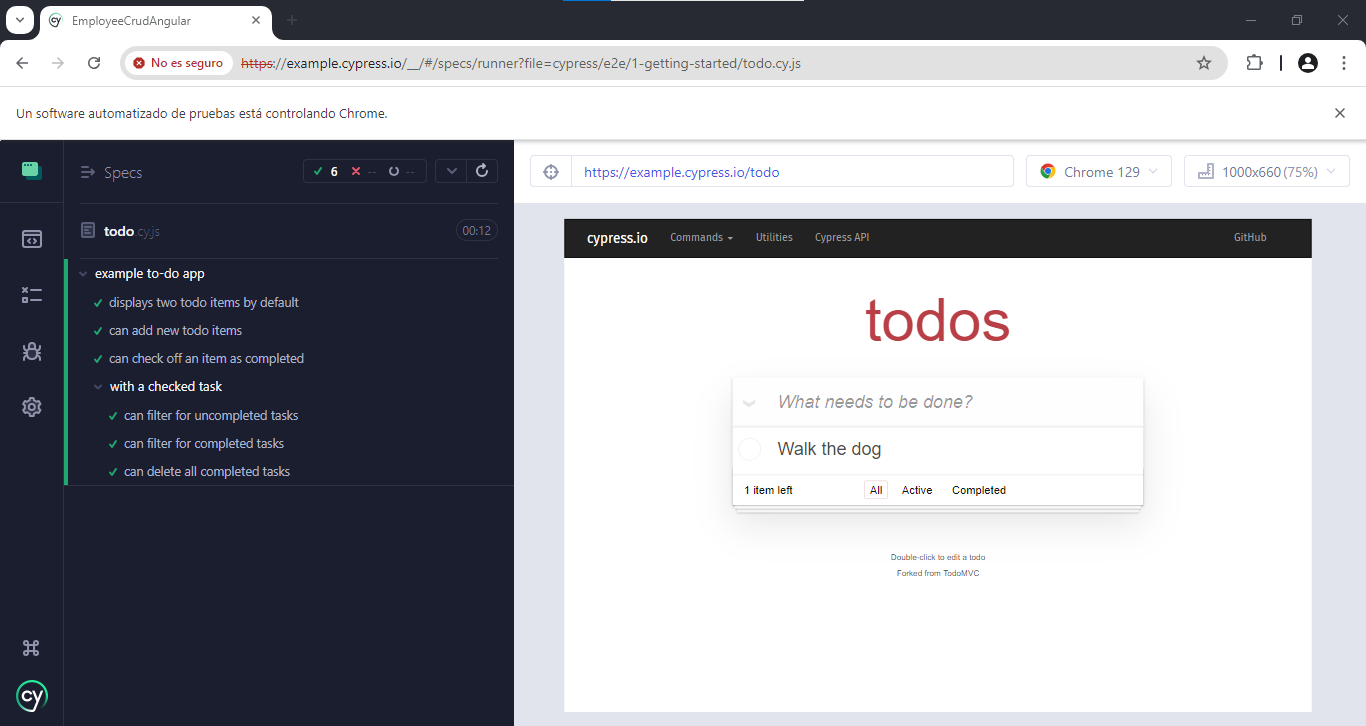 EmployeeCrudAngular
No es seguro
https://example.cypress.io/__/#/specs/runner?file=cypress/e2e/1-getting-started/todo.cy.js
Un software automatizado de pruebas está controlando Chrome.
Specs
6 -- --
https://example.cypress.io/todo
Chrome 129
1000x660 (75%)
todo.cy.js
00:12
example to-do app
displays two todo items by default
can add new todo items
can check off an item as completed
with a checked task
can filter for uncompleted tasks
can filter for completed tasks
can delete all completed tasks
cy
cypress.io Commands Utilities Cypress API GitHub
todos
What needs to be done?
Walk the dog
1 item left All Active Completed
Double-click to edit a todo
Forked from TodoMVC